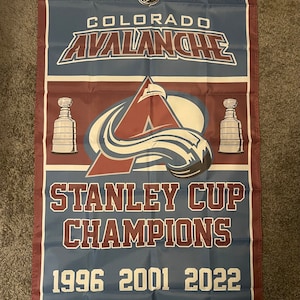 COLORADO
AVALANCHE
STANLEY CUP
CHAMPIONS
1996 2001 2022